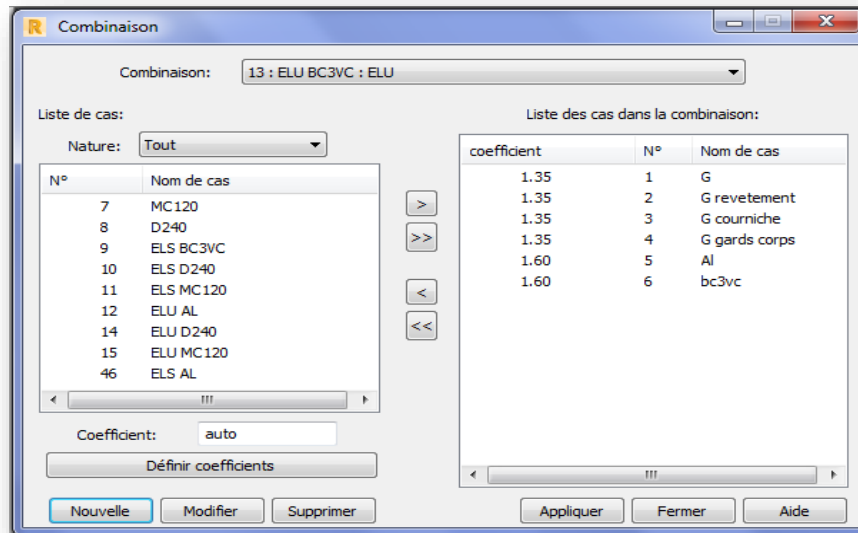 R Combinaison
Combinaison: 13 : ELU BC3VC : ELU
Liste de cas:
Nature: Tout
N° Nom de cas
7 MC120
8 D240
9 ELS BC3VC
10 ELS D240
11 ELS MC120
12 ELU AL
14 ELU D240
15 ELU MC120
46 ELS AL
Coefficient: auto
Définir coefficients
Nouvelle Modifier Supprimer
> 
>>
<
<<
Liste des cas dans la combinaison:
coefficient N° Nom de cas
1.35 1 G
1.35 2 G revetement
1.35 3 G courniche
1.35 4 G gards corps
1.60 5 Al
1.60 6 bc3vc
Appliquer Fermer Aide